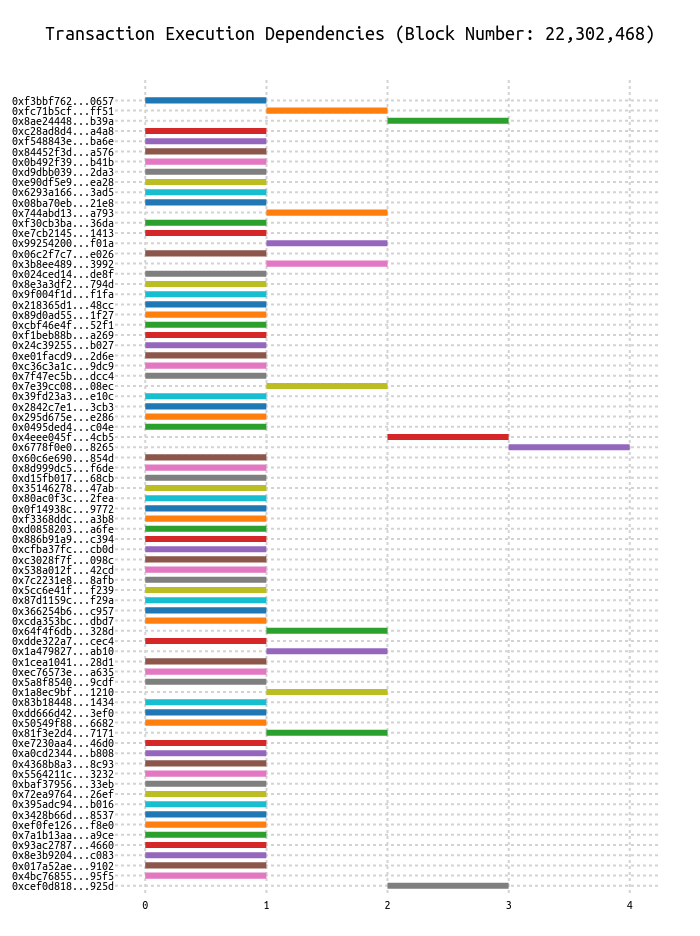 Transaction Execution Dependencies (Block Number: 22,302,468)
0xf3bbf762...0657
0xfc71b5cf...ff51
0x8ae24448...b39a
0xc28ad8d4...a4a8
0xf548843e...ba6e
0x84452f3d...a576
0x0b492f39...b41b
0xd9dbb039...2da3
0xe90df5e9...ea28
0x6293a166...3ad5
0x08ba70eb...21e8
0x744abd13...a793
0xf30cb3ba...36da
0xe7cb2145...1413
0x99254200...f01a
0x06c2f7c7...e026
0x3b8ee489...3992
0x024ced14...de8f
0x8e3a3df2...794d
0x9f004f1d...f1fa
0x218365d1...48cc
0x89d0ad55...1f27
0xcbf46e4f...52f1
0xf1beb88b...a269
0x24c39255...b027
0xe01facd9...2d6e
0xc36c3a1c...9dc9
0x7f47ec5b...dcc4
0x7e39cc08...08ec
0x39fd23a3...e10c
0x2842c7e1...3cb3
0x295d675e...e286
0x0495ded4...c04e
0x4eee045f...4cb5
0x6778f0e0...8265
0x60c6e690...854d
0x8d999dc5...f6de
0xd15fb017...68cb
0x35146278...47ab
0x80ac0f3c...2fea
0x0f14938c...9772
0xf3368ddc...a3b8
0xd0858203...a6fe
0x886b91a9...c394
0xcfba37fc...cb0d
0xc3028f7f...098c
0x538a012f...42cd
0x7c2231e8...8afb
0x5cc6e41f...f239
0x87d1159c...f29a
0x366254b6...c957
0xcda353bc...dbd7
0x64f4f6db...328d
0xdde322a7...cec4
0x1a479827...ab10
0x1cea1041...28d1
0xec76573e...a635
0x5a8f8540...9cdf
0x1a8ec9bf...1210
0x83b18448...1434
0xdd666d42...3ef0
0x50549f88...6682
0x81f3e2d4...7171
0xe7230aa4...46d0
0xa0cd2344...b808
0x4368b8a3...8c93
0x5564211c...3232
0xbaf37956...33eb
0x72ea9764...26ef
0x395adc94...b016
0x3428b66d...8537
0xef0fe126...f8e0
0x7a1b13aa...a9ce
0x93ac2787...4660
0x8e3b9204...c083
0x017a52ae...9102
0x4bc76855...95f5
0xcef0d818...925d
0 1 2 3 4